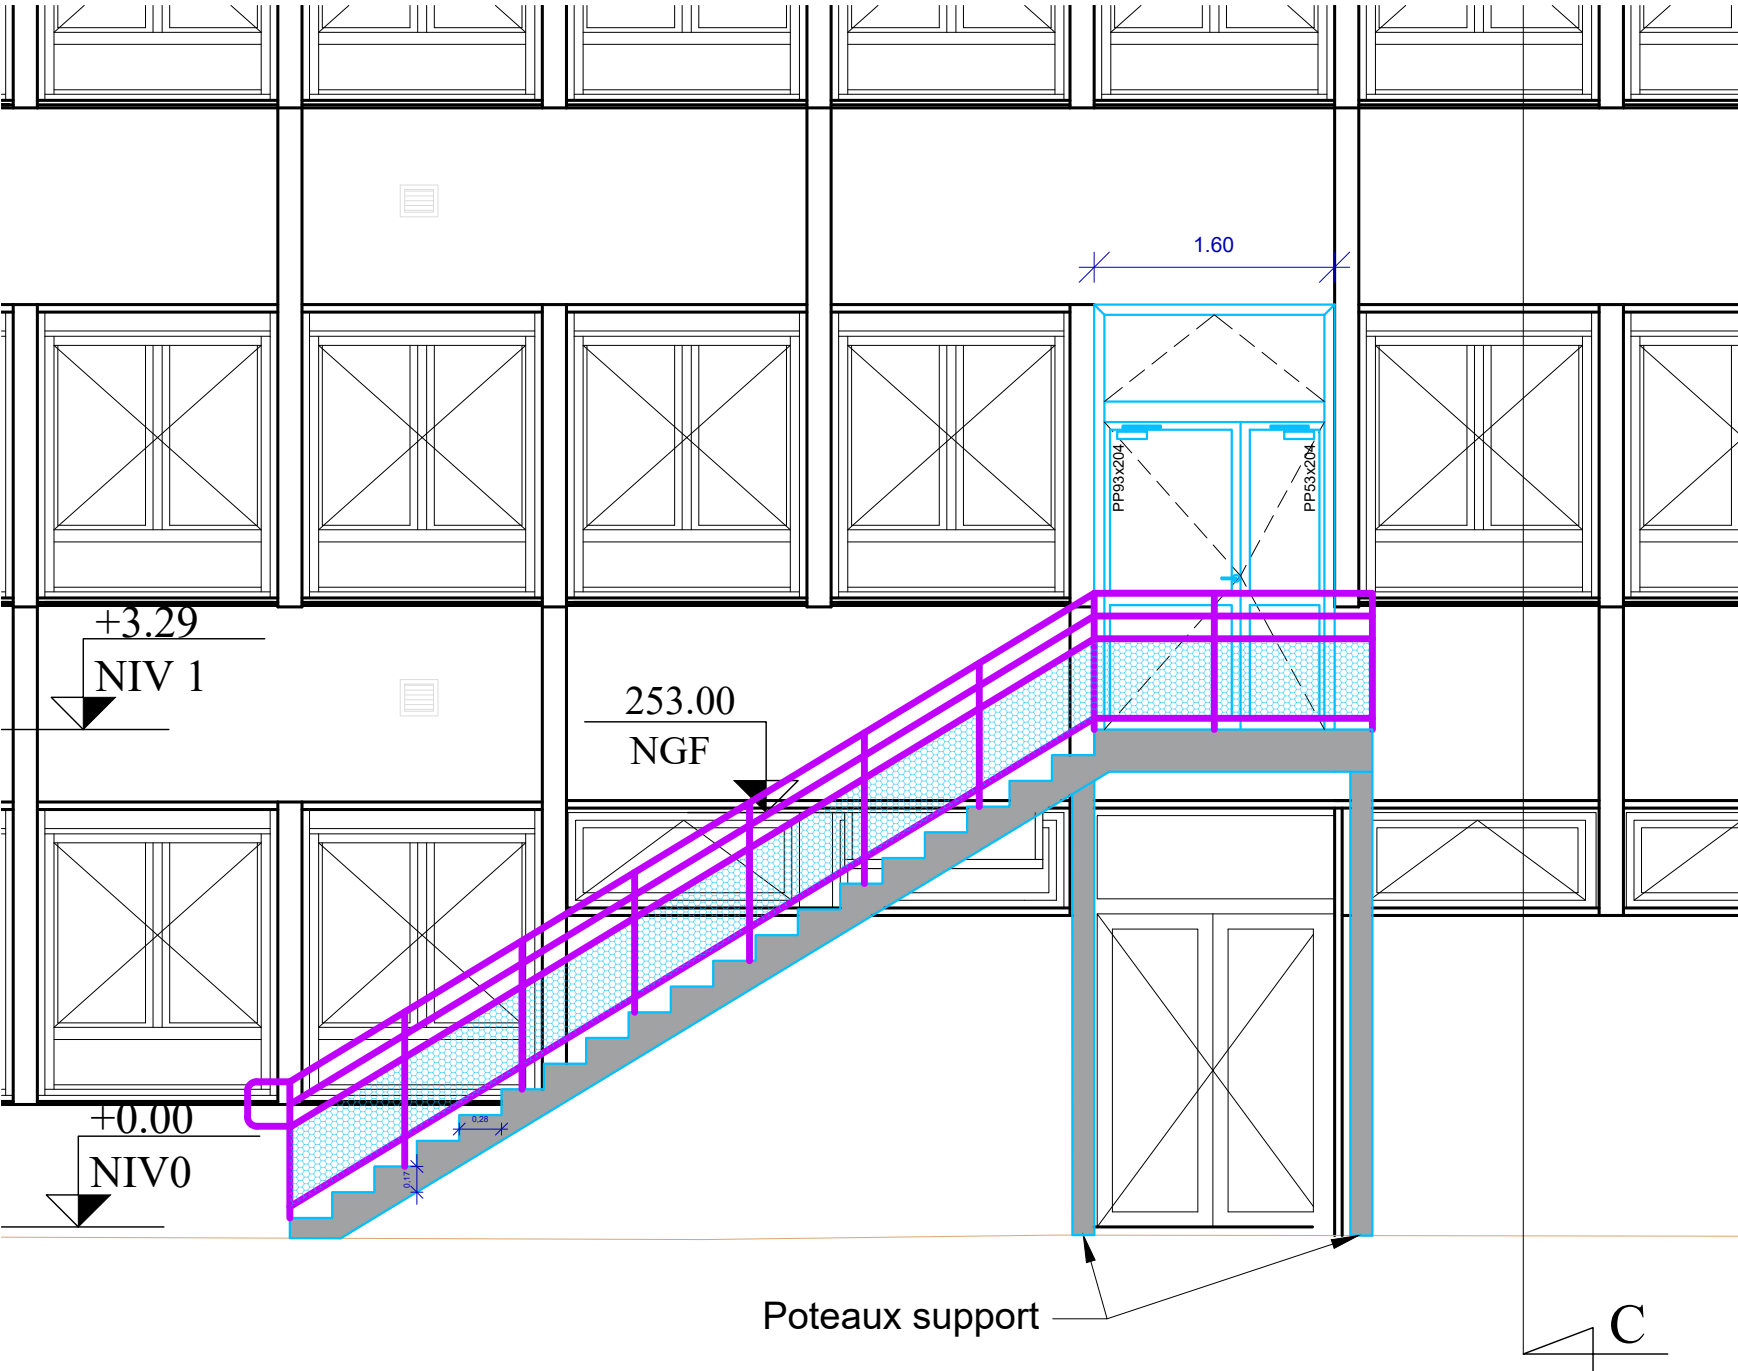 1.60
PP93x204
PP53x204
+3.29
NIV 1
253.00
NGF
+0.00
NIV0
0,28
0,17
Poteaux support
C